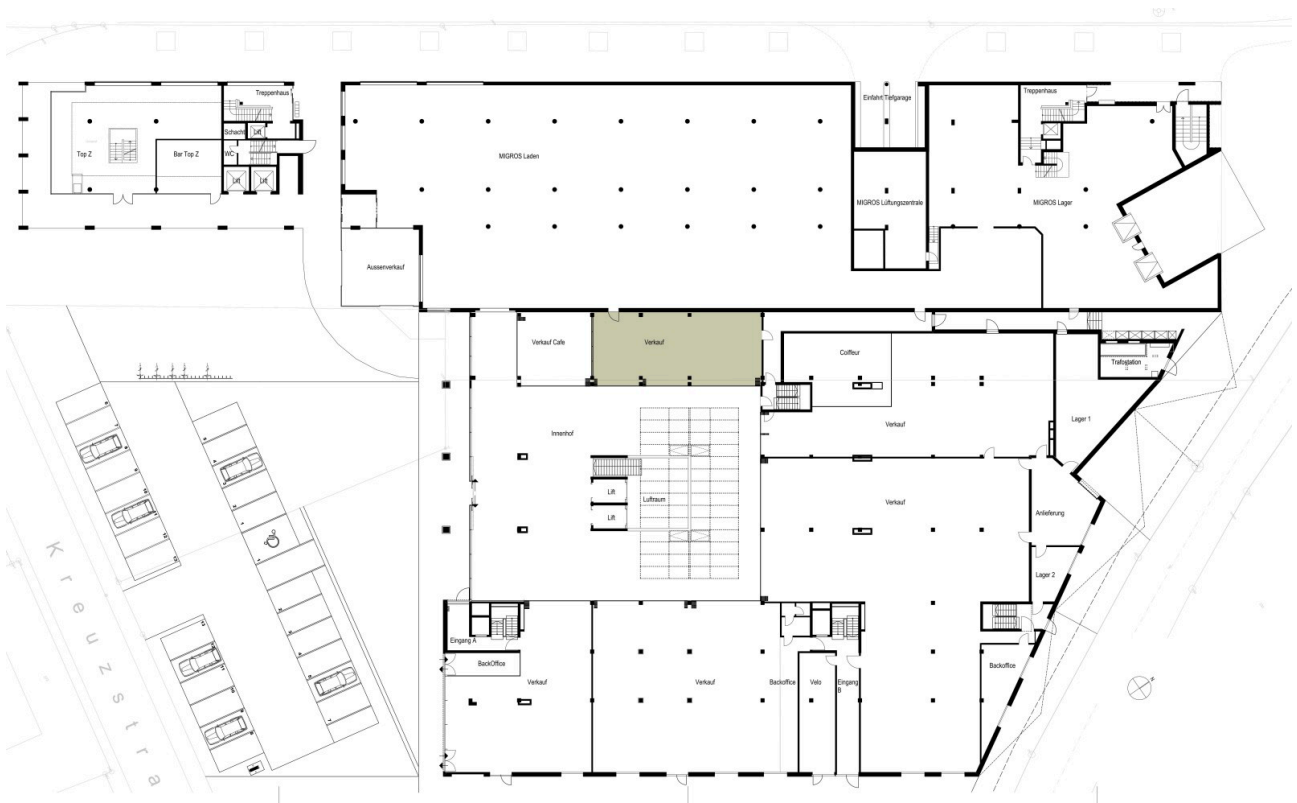 Treppenhaus
Einfahrt Tiefgarage
Treppenhaus
Schacht
Lift
Top Z
Bar Top Z
WC
MIGROS Laden
Lift
Lift
MIGROS Lüftungszentrale
MIGROS Lager
Aussenverkauf
Verkauf Cafe
Verkauf
Coiffeur
Trafostation
Lager 1
Verkauf
Innenhof
Lift
Luftraum
Verkauf
Lift
Anlieferung
Lager 2
Eingang A
BackOffice
Verkauf
Verkauf
Backoffice
Velo
Eingang B
Backoffice
Kreuzstra